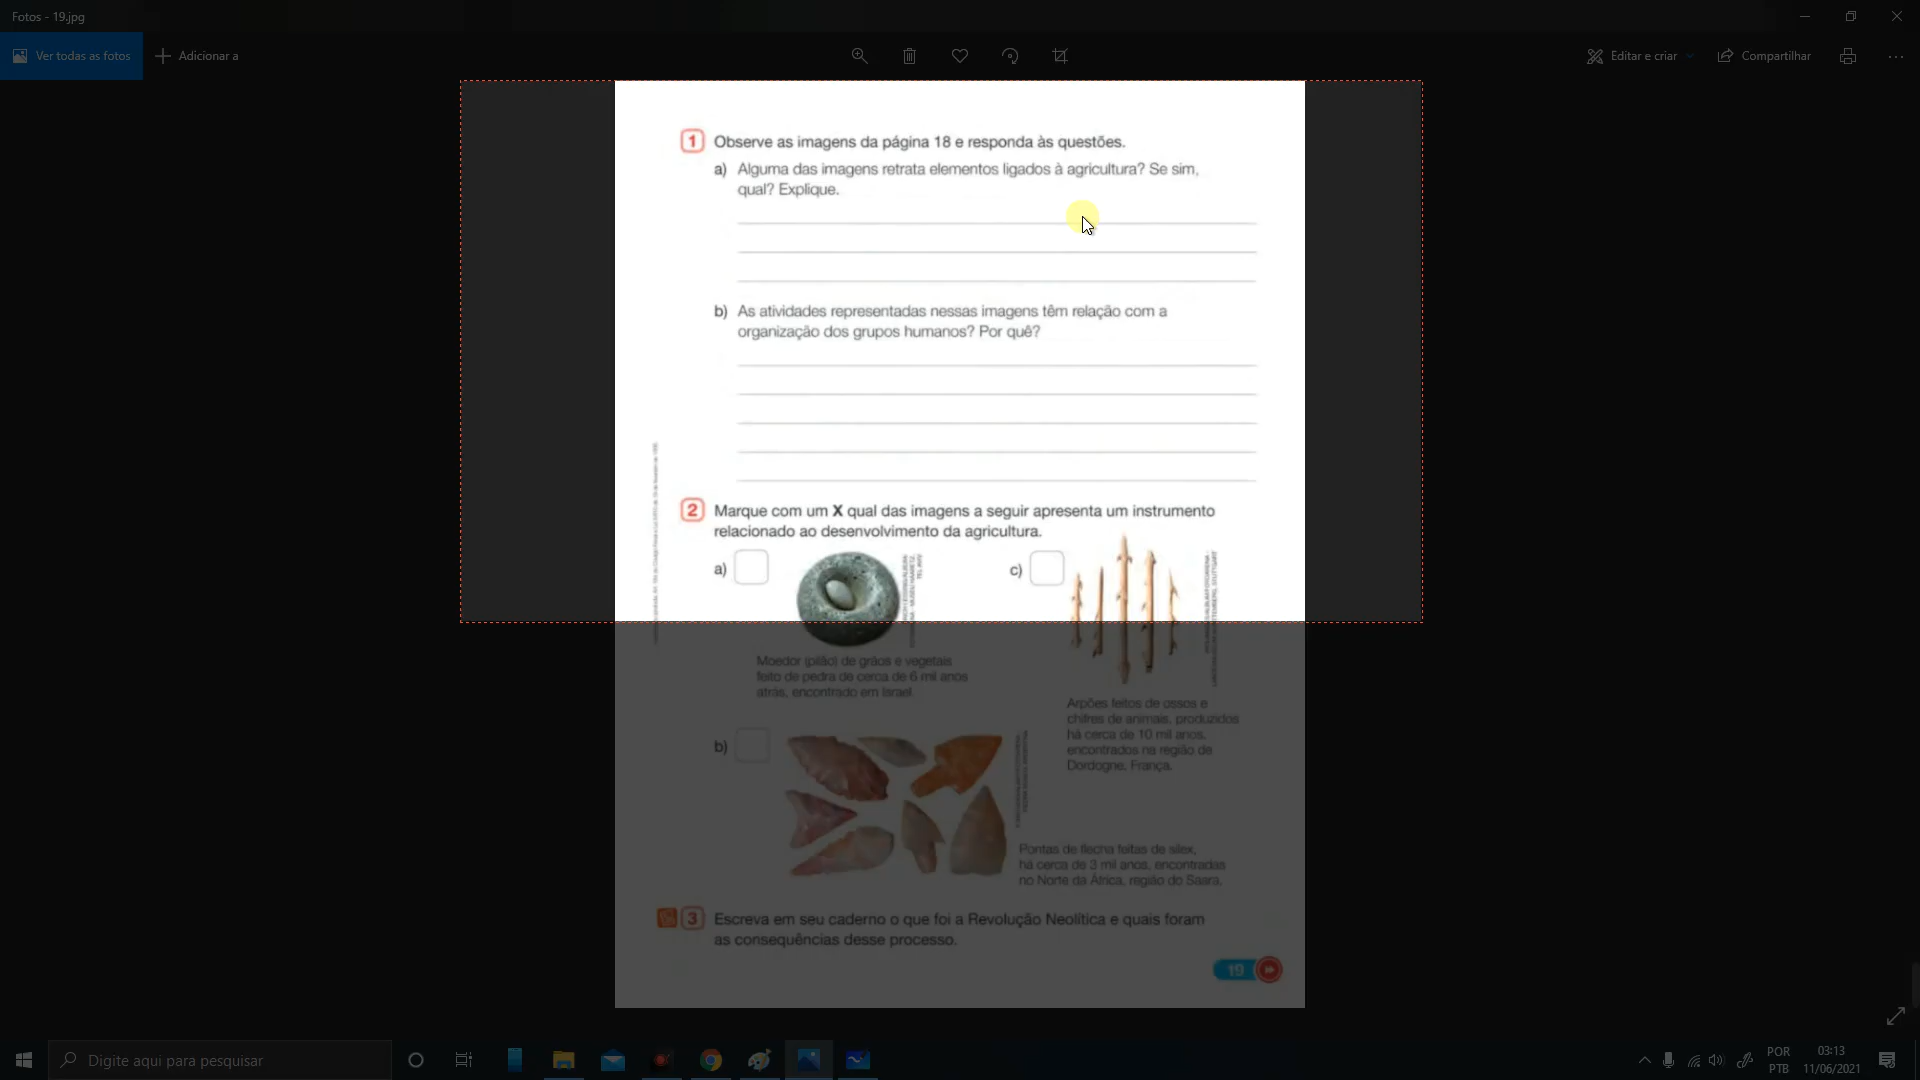 Fotos - 19.jpg
Ver todas as fotos
Adicionar a
Editar e criar
Compartilhar
1 Observe as imagens da página 18 e responda às questões.
a) Alguma das imagens retrata elementos ligados à agricultura? Se sim,
qual? Explique.
b) As atividades representadas nessas imagens têm relação com a
organização dos grupos humanos? Por quê?
2 Marque com um X qual das imagens a seguir apresenta um instrumento
relacionado ao desenvolvimento da agricultura.
a)
Moedor (pilão) de grãos e vegetais
feito de pedra de cerca de 6 mil anos
atrás, encontrado em Israel.
c)
Arpões feitos de ossos e
chifres de animais, produzidos
há cerca de 10 mil anos,
encontrados na região de
Dordogne, França.
b)
Pontas de flecha feitas de sílex,
há cerca de 3 mil anos, encontradas
no Norte da África, região do Saara.
3 Escreva em seu caderno o que foi a Revolução Neolítica e quais foram
as consequências desse processo.
19
Digite aqui para pesquisar
POR
PTB
03:13
11/06/2021